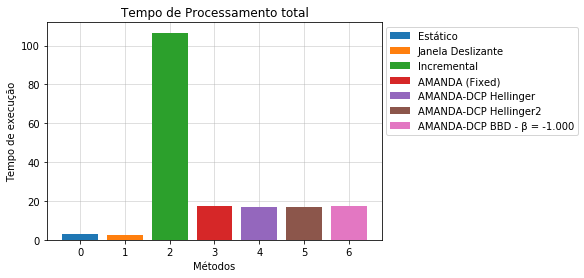 Tempo de Processamento total
Tempo de execução
100
80
60
40
20
0
0 1 2 3 4 5 6
Métodos
Estático
Janela Deslizante
Incremental
AMANDA (Fixed)
AMANDA-DCP Hellinger
AMANDA-DCP Hellinger2
AMANDA-DCP BBD - β = -1.000